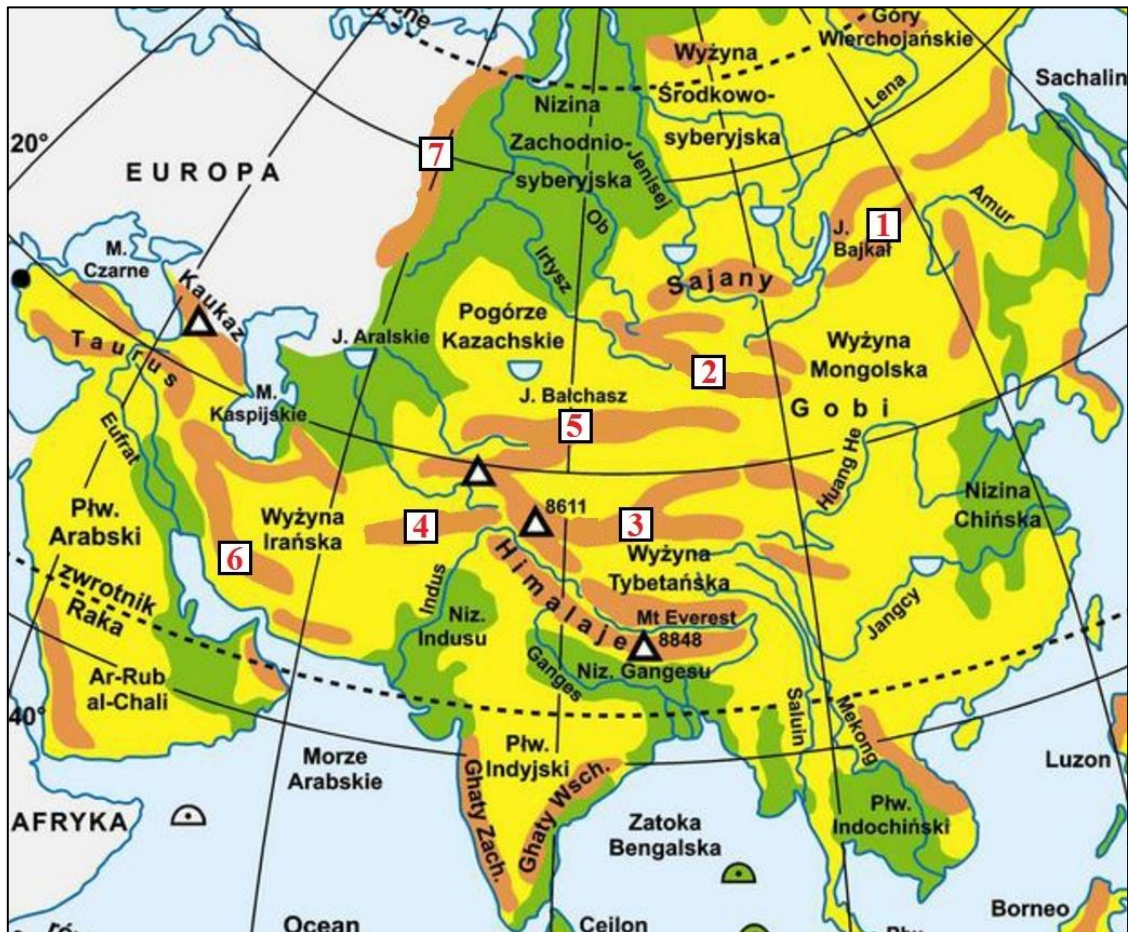 Góry
Wierchojańskie
Wyżyna
Środkowo-
syberyjska
Lena
Sachalin
Nizina
Zachodnio-
syberyjska
Jenisej
20°
7
EUROPA
Ob
Irtysz
1
J.
Bajkał
Amur
M.
Czarne
Kaukaz
Sajany
Pogórze
Kazachskie
J. Aralskie
Taurus
2
Wyżyna
Mongolska
M.
Kaspijskie
J. Bałchasz
5
Gobi
Eufrat
Huang He
8611
Nizina
Chińska
Płw.
Arabski
Wyżyna
Irańska
4
3
6
Himalaje
Wyżyna
Tybetańska
zwrotnik
Raka
Indus
Niz.
Indusu
Mt Everest
8848
Jangcy
Ganges
Niz. Gangesu
Ar-Rub
al-Chali
40°
Saluin
Mekong
Morze
Arabskie
Płw.
Indyjski
Ghaty Zach.
Ghaty Wsch.
Luzon
AFRYKA
Zatoka
Bengalska
Płw.
Indochiński
Ocean
Cejlon
Borneo